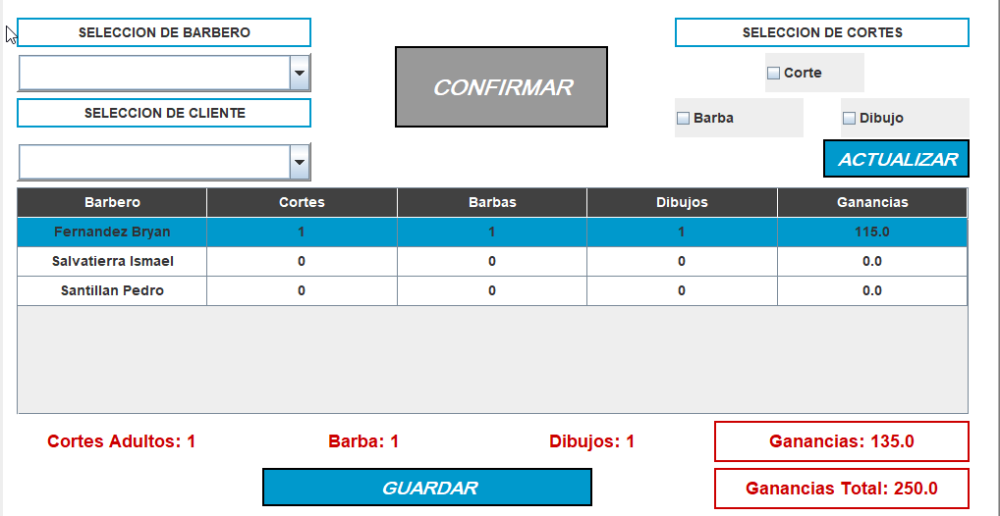 SELECCION DE BARBERO
SELECCION DE CLIENTE
CONFIRMAR
SELECCION DE CORTES
Corte
Barba Dibujo
ACTUALIZAR
Barbero Cortes Barbas Dibujos Ganancias
Fernandez Bryan 1 1 1 115.0
Salvatierra Ismael 0 0 0 0.0
Santillan Pedro 0 0 0 0.0
Cortes Adultos: 1 Barba: 1 Dibujos: 1 Ganancias: 135.0
GUARDAR Ganancias Total: 250.0